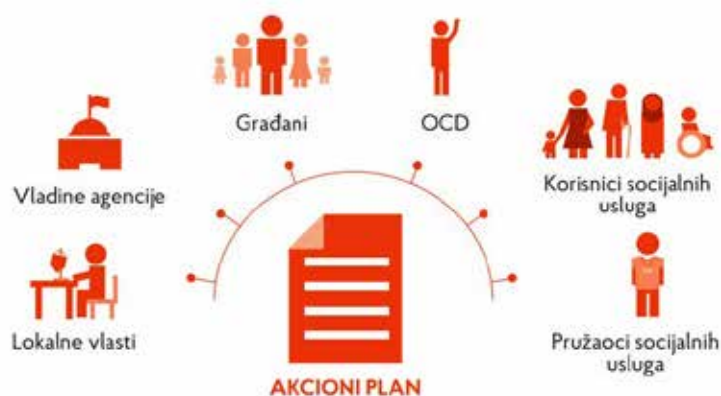 Građani
OCD
Vladine agencije
Korisnici socijalnih
usluga
Lokalne vlasti
Pružaoci socijalnih
usluga
AKCIONI PLAN